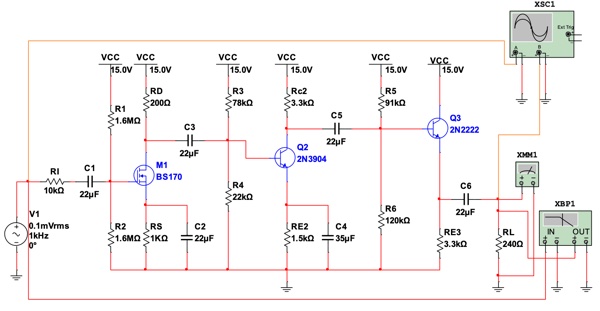 XSC1
Ext Trig
A
B
VCC
15.0V
VCC
15.0V
VCC
15.0V
VCC
15.0V
VCC
15.0V
VCC
15.0V
R1
1.6MΩ
RD
200Ω
R3
78kΩ
Rc2
3.3kΩ
R5
91kΩ
Q3
2N2222
C3
22µF
C5
22µF
Q2
2N3904
M1
BS170
RI
10kΩ
C1
22µF
R4
22kΩ
C6
22µF
XMM1
XBP1
IN
OUT
V1
0.1mVrms
1kHz
0°
R2
1.6MΩ
RS
1KΩ
C2
22µF
RE2
1.5kΩ
C4
35µF
R6
120kΩ
RE3
3.3kΩ
RL
240Ω